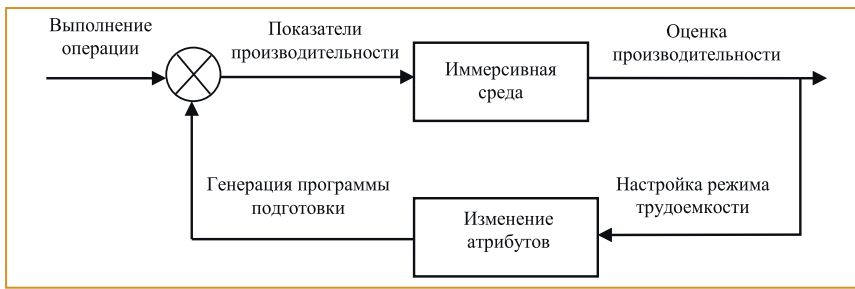 Выполнение
операции
Показатели
производительности
Иммерсивная
среда
Оценка
производительности
Генерация программы
подготовки
Изменение
атрибутов
Настройка режима
трудоемкости